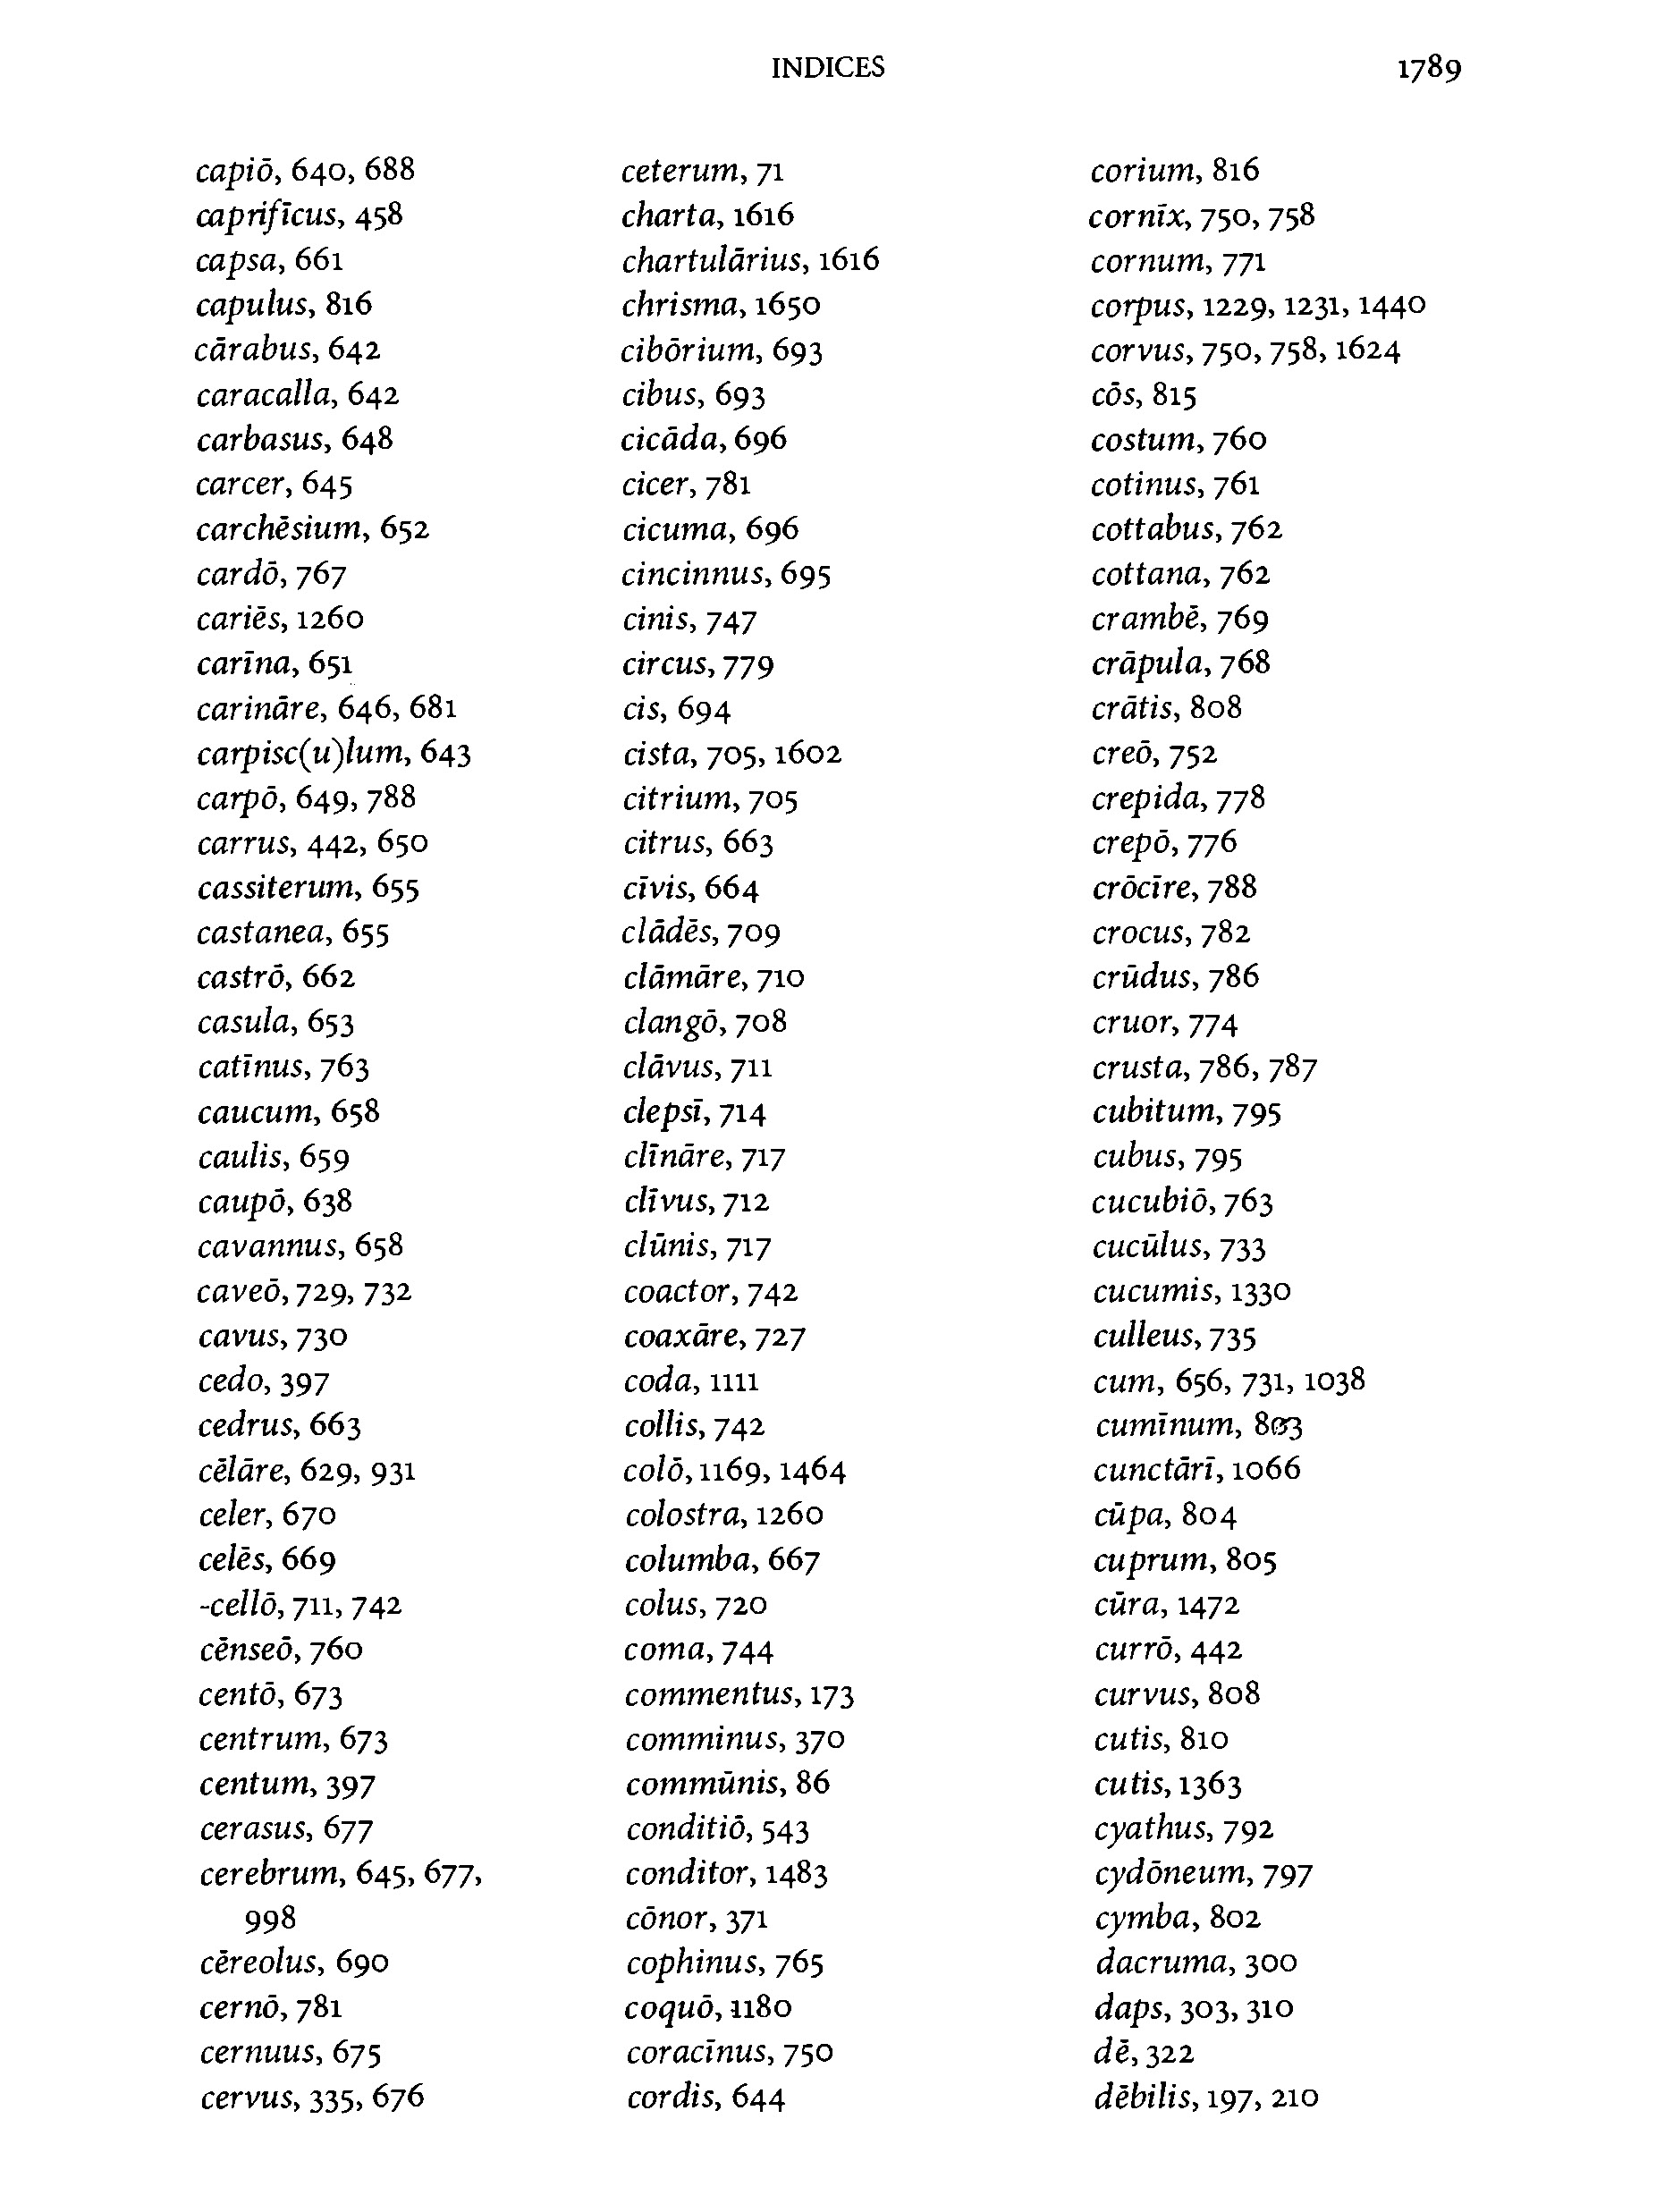 INDICES 1789
capiō, 640, 688
caprifīcus, 458
capsa, 661
capulus, 816
cārabus, 642
caracalla, 642
carbasus, 648
carcer, 645
carchēsium, 652
cardō, 767
cariēs, 1260
carīna, 651
carināre, 646, 681
carpisc(u)lum, 643
carpō, 649, 788
carrus, 442, 650
cassiterum, 655
castanea, 655
castrō, 662
casula, 653
catīnus, 763
caucum, 658
caulis, 659
caupō, 638
cavannus, 658
caveō, 729, 732
cavus, 730
cedo, 397
cedrus, 663
cēlāre, 629, 931
celer, 670
celēs, 669
-cellō, 711, 742
cēnseō, 760
centō, 673
centrum, 673
centum, 397
cerasus, 677
cerebrum, 645, 677,
998
cēreolus, 690
cernō, 781
cernuus, 675
cervus, 335, 676
ceterum, 71
charta, 1616
chartulārius, 1616
chrisma, 1650
cibōrium, 693
cibus, 693
cicāda, 696
cicer, 781
cicuma, 696
cincinnus, 695
cinis, 747
circus, 779
cis, 694
cista, 705, 1602
citrium, 705
citrus, 663
cīvis, 664
clādēs, 709
clāmāre, 710
clangō, 708
clāvus, 711
clepsī, 714
clīnāre, 717
clīvus, 712
clūnis, 717
coactor, 742
coaxāre, 727
coda, 1111
collis, 742
colō, 1169, 1464
colostra, 1260
columba, 667
colus, 720
coma, 744
commentus, 173
comminus, 370
commūnis, 86
conditiō, 543
conditor, 1483
cōnor, 371
cophinus, 765
coquō, 1180
coracīnus, 750
cordis, 644
corium, 816
cornīx, 750, 758
cornum, 771
corpus, 1229, 1231, 1440
corvus, 750, 758, 1624
cōs, 815
costum, 760
cotinus, 761
cottabus, 762
cottana, 762
crambē, 769
crāpula, 768
crātis, 808
creō, 752
crepida, 778
crepō, 776
crōcīre, 788
crocus, 782
crūdus, 786
cruor, 774
crusta, 786, 787
cubitum, 795
cubus, 795
cucubiō, 763
cucūlus, 733
cucumis, 1330
culleus, 735
cum, 656, 731, 1038
cumīnum, 803
cunctārī, 1066
cūpa, 804
cuprum, 805
cūra, 1472
currō, 442
curvus, 808
cutis, 810
cutis, 1363
cyathus, 792
cydōneum, 797
cymba, 802
dacruma, 300
daps, 303, 310
dē, 322
dēbilis, 197, 210